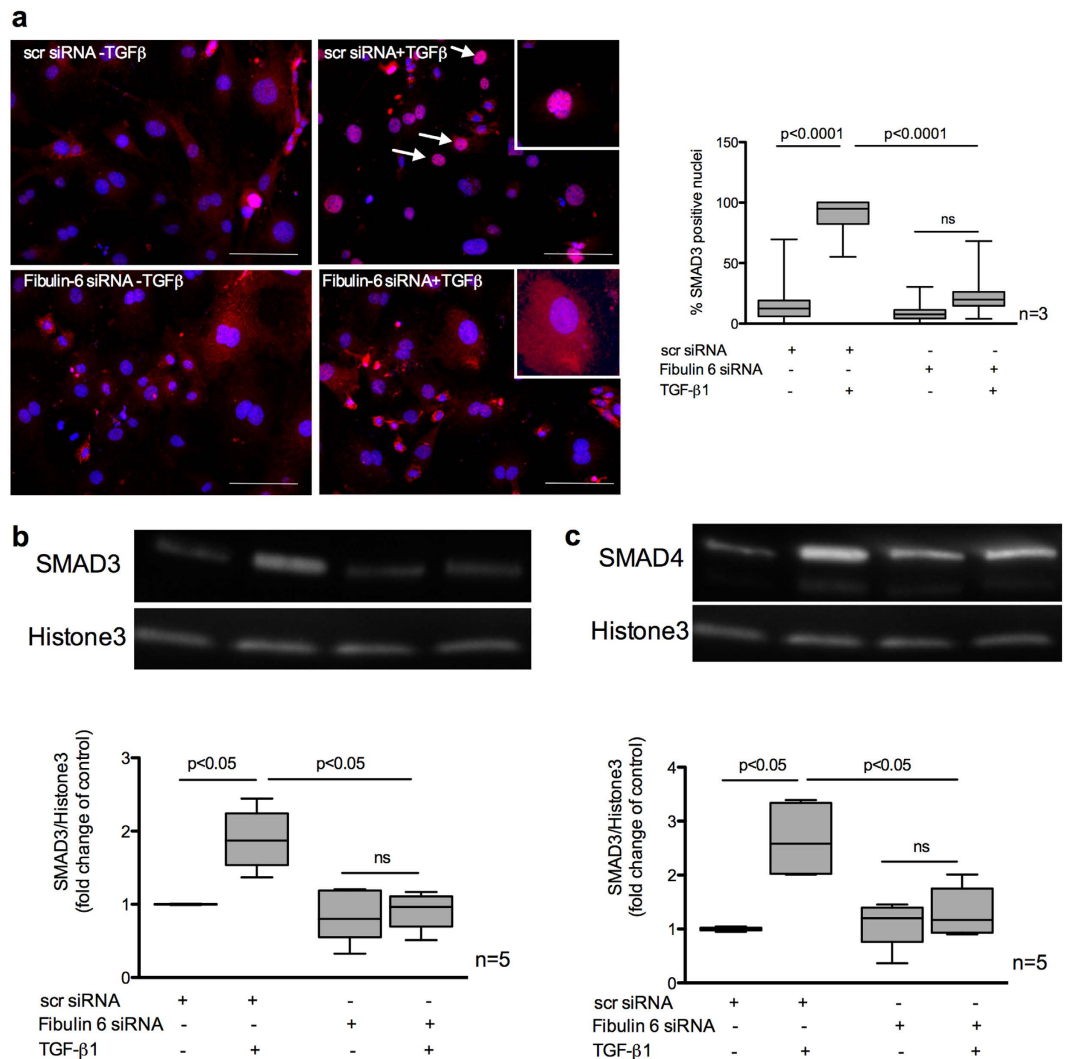 a
scr siRNA -TGFβ
scr siRNA+TGFβ
Fibulin-6 siRNA -TGFβ
Fibulin-6 siRNA+TGFβ
% SMAD3 positive nuclei
150
100
50
0
p<0.0001
p<0.0001
ns
n=3
scr siRNA + + - -
Fibulin 6 siRNA - - + +
TGF-β1 - + - +
b
SMAD3
Histone3
SMAD3/Histone3
(fold change of control)
3
2
1
0
p<0.05
p<0.05
ns
n=5
scr siRNA + + - -
Fibulin 6 siRNA - - + +
TGF-β1 - + - +
c
SMAD4
Histone3
SMAD3/Histone3
(fold change of control)
4
3
2
1
0
p<0.05
p<0.05
ns
n=5
scr siRNA + + - -
Fibulin 6 siRNA - - + +
TGF-β1 - + - +